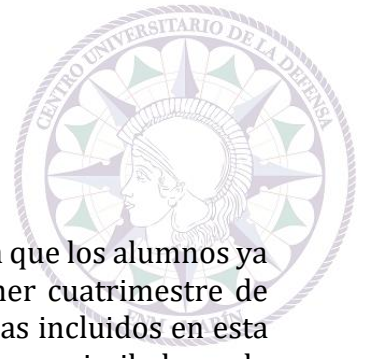 CENTRO UNIVERSITARIO DE LA DEFENSA
que los alumnos ya
ner cuatrimestre de
as incluidos en esta